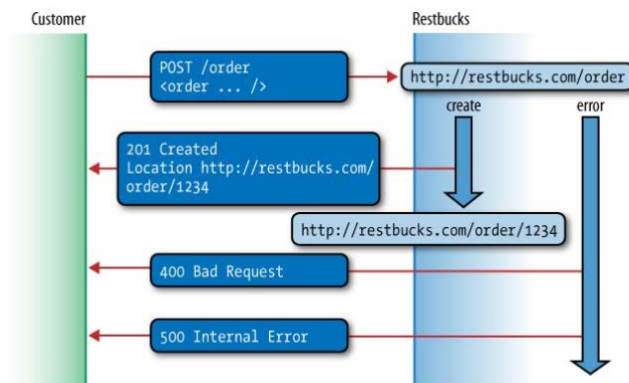 Customer
Restbucks
POST /order
<order ... />
http://restbucks.com/order
create
error
201 Created
Location http://restbucks.com/
order/1234
http://restbucks.com/order/1234
400 Bad Request
500 Internal Error